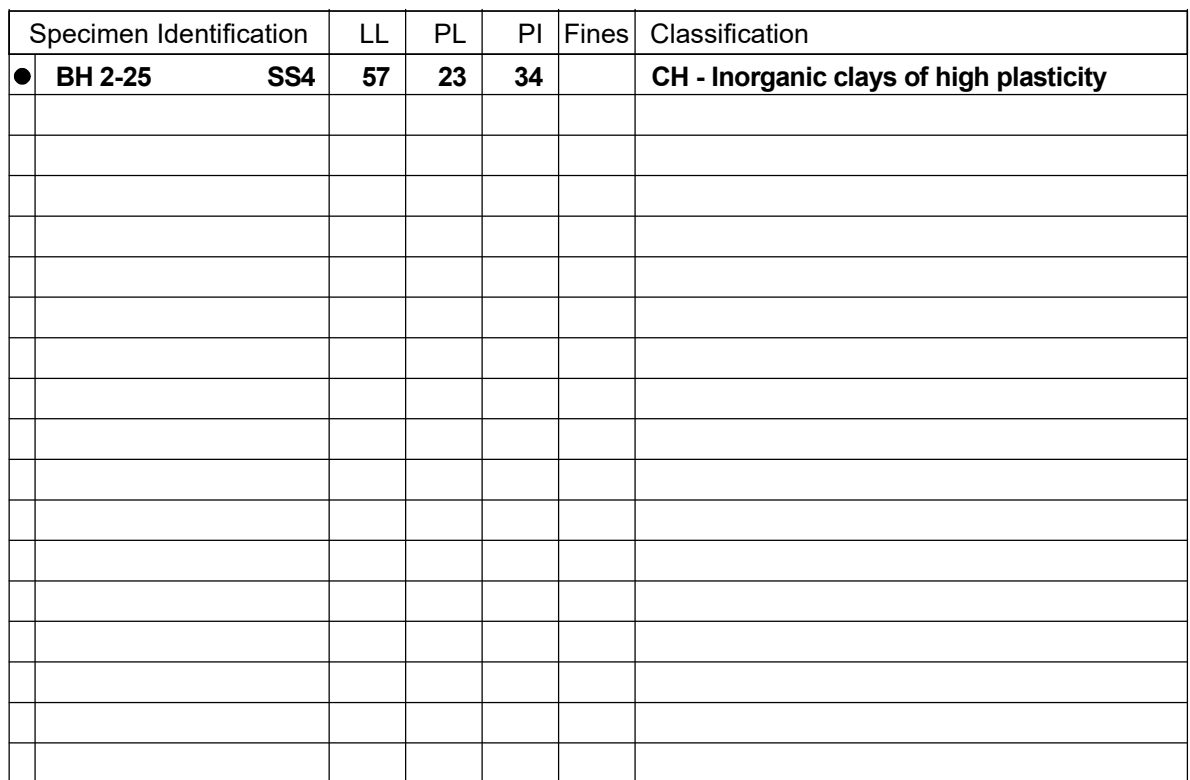 Specimen Identification LL PL PI Fines Classification
BH 2-25 SS4 57 23 34 CH - Inorganic clays of high plasticity